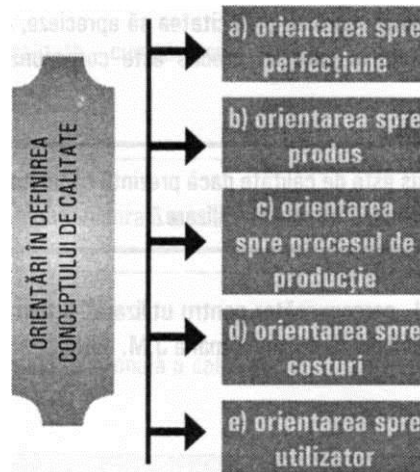 ORIENTĂRI ÎN DEFINIREA
CONCEPTULUI DE CALITATE
a) orientarea spre
perfecțiune
b) orientarea spre
produs
c) orientarea
spre procesul de
producție
d) orientarea spre
costuri
e) orientarea spre
utilizator